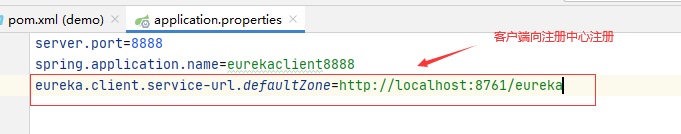 pom.xml (demo)
application.properties
server.port=8888
客户端向注册中心注册
spring.application.name=eurekaclient8888
eureka.client.service-url.defaultZone=http://localhost:8761/eureka